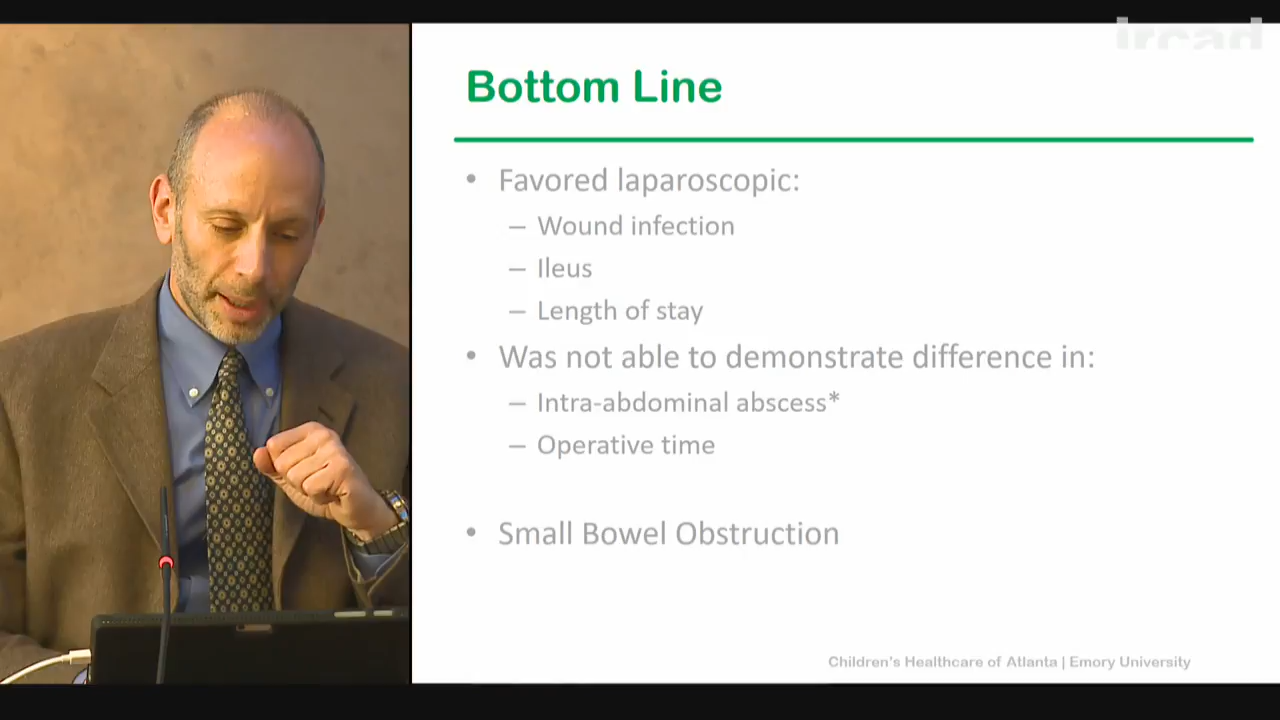 ircad
Bottom Line
• Favored laparoscopic:
– Wound infection
– Ileus
– Length of stay
• Was not able to demonstrate difference in:
– Intra-abdominal abscess*
– Operative time
• Small Bowel Obstruction
Children's Healthcare of Atlanta | Emory University